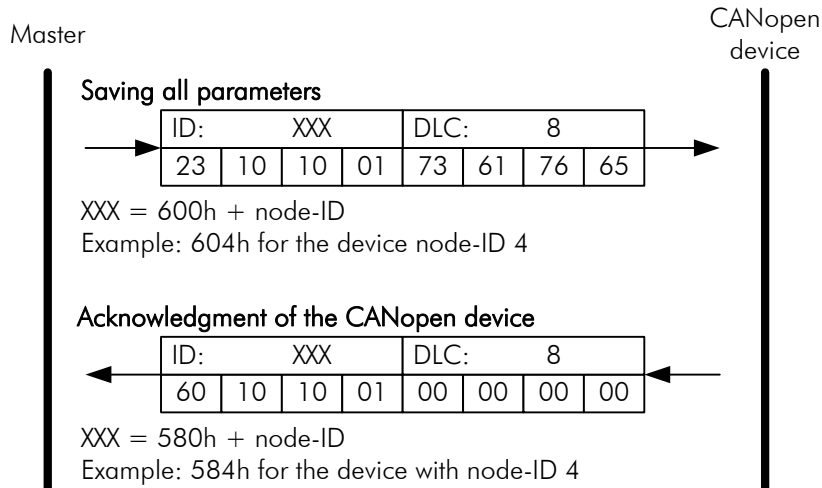 Master
CANopen
device
Saving all parameters
ID: XXX DLC: 8
23 10 10 01 73 61 76 65
XXX = 600h + node-ID
Example: 604h for the device node-ID 4
Acknowledgment of the CANopen device
ID: XXX DLC: 8
60 10 10 01 00 00 00 00
XXX = 580h + node-ID
Example: 584h for the device with node-ID 4